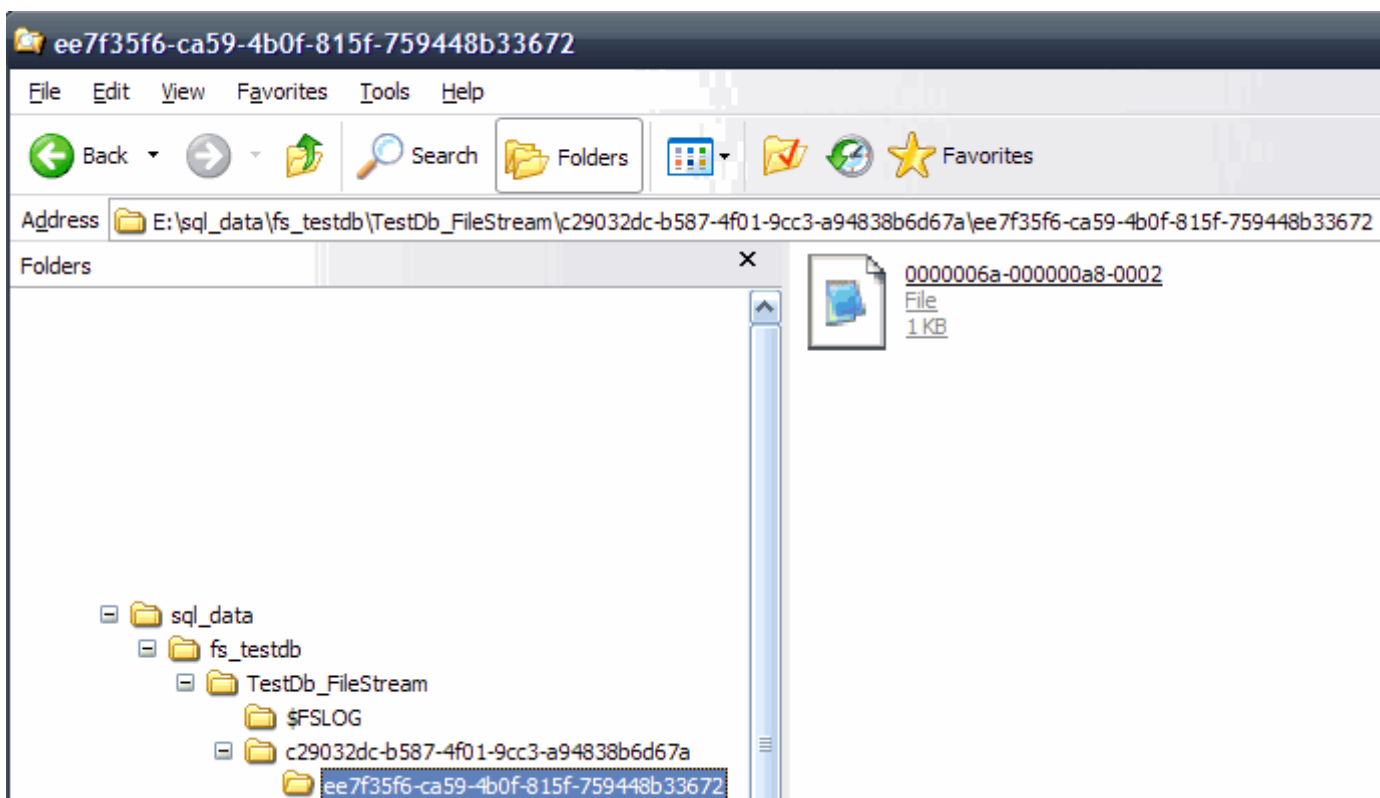 ee7f35f6-ca59-4b0f-815f-759448b33672
File Edit View Favorites Tools Help
Back Search Folders Favorites
Address E:\sql_data\fs_testdb\TestDb_FileStream\c29032dc-b587-4f01-9cc3-a94838b6d67a\ee7f35f6-ca59-4b0f-815f-759448b33672
Folders
0000006a-000000a8-0002
File
1 KB
sql_data
fs_testdb
TestDb_FileStream
$FSLOG
c29032dc-b587-4f01-9cc3-a94838b6d67a
ee7f35f6-ca59-4b0f-815f-759448b33672